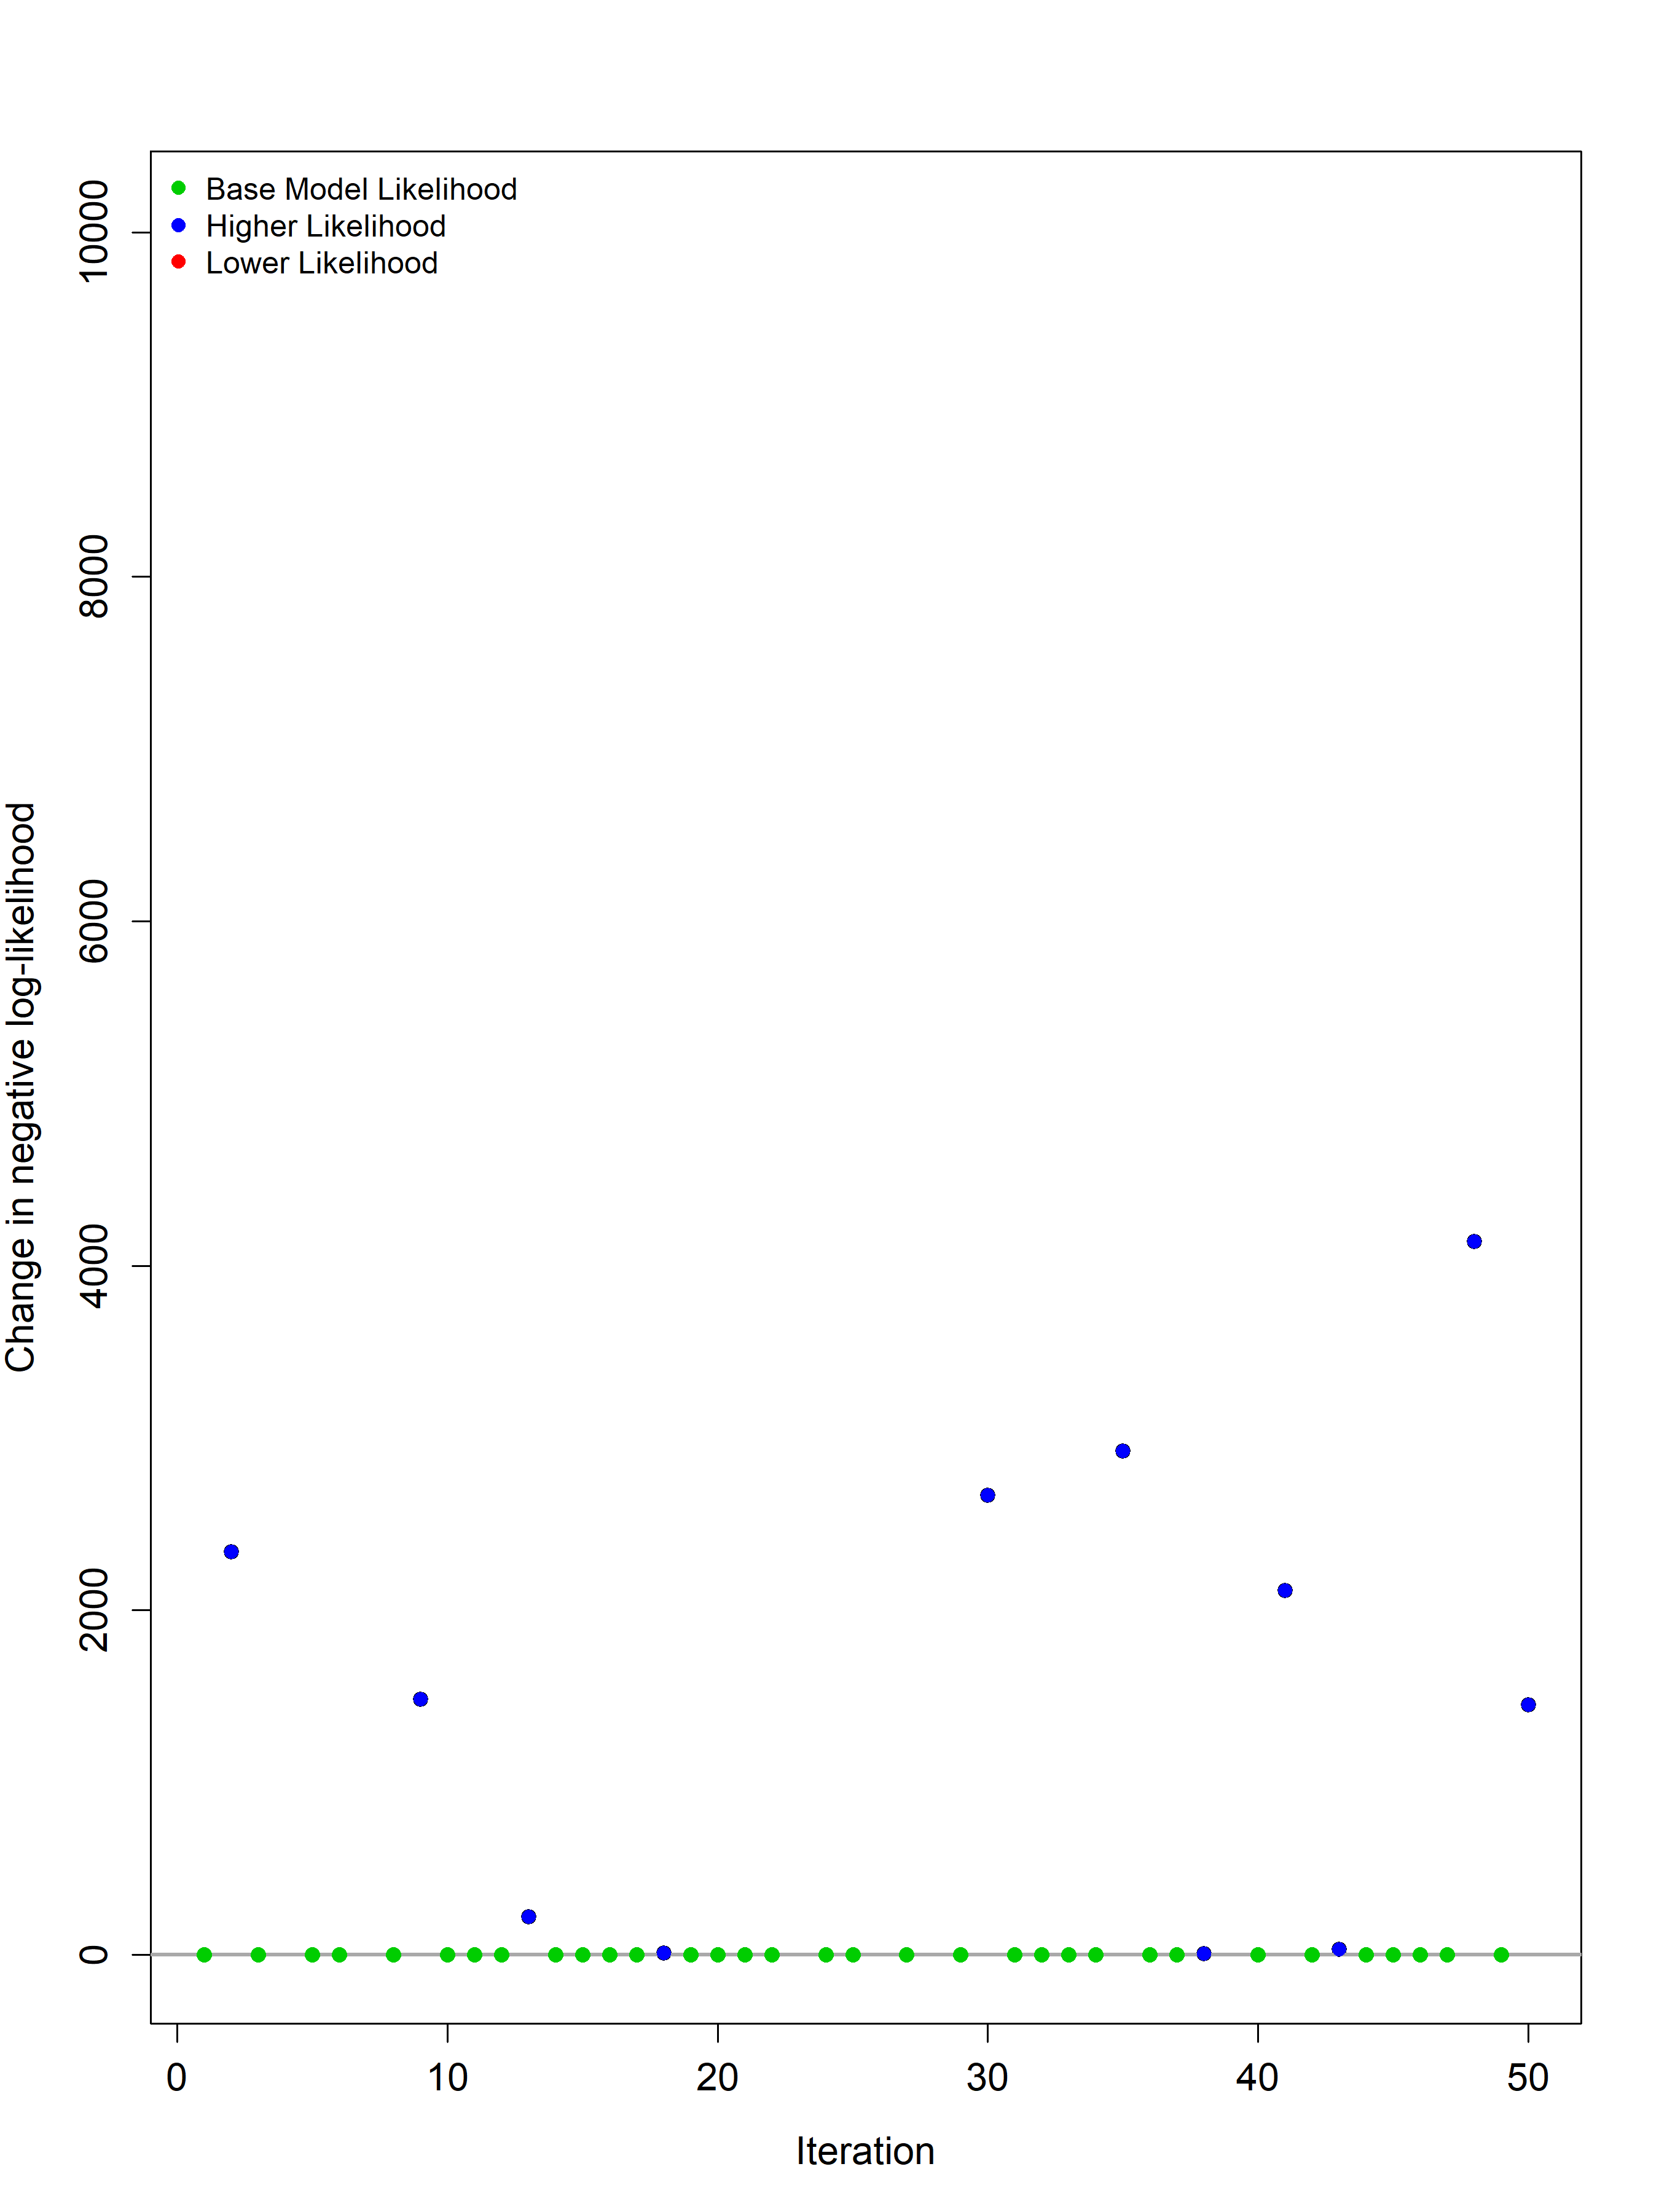 Base Model Likelihood
Higher Likelihood
Lower Likelihood
10000
8000
6000
4000
2000
0
Change in negative log-likelihood
0 10 20 30 40 50
Iteration